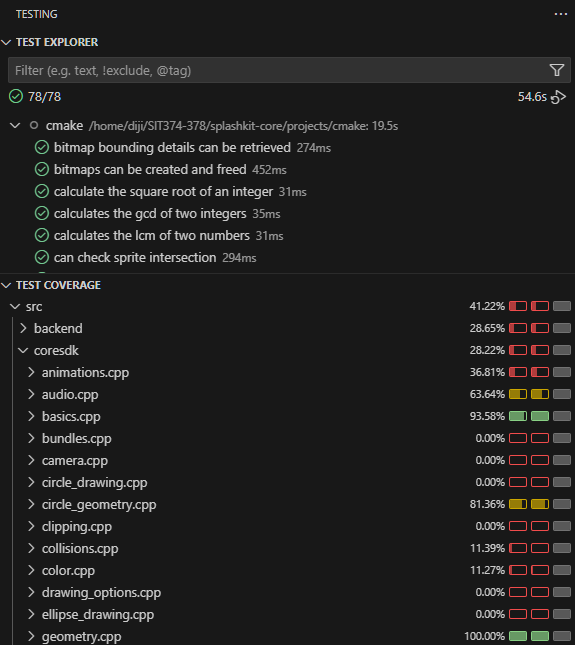 TESTING
TEST EXPLORER
Filter (e.g. text, !exclude, @tag)
78/78 54.6s
cmake /home/diji/SIT374-378/splashkit-core/projects/cmake: 19.5s
bitmap bounding details can be retrieved 274ms
bitmaps can be created and freed 452ms
calculate the square root of an integer 31ms
calculates the gcd of two integers 35ms
calculates the lcm of two numbers 31ms
can check sprite intersection 294ms
TEST COVERAGE
src 41.22%
backend 28.65%
coresdk 28.22%
animations.cpp 36.81%
audio.cpp 63.64%
basics.cpp 93.58%
bundles.cpp 0.00%
camera.cpp 0.00%
circle_drawing.cpp 0.00%
circle_geometry.cpp 81.36%
clipping.cpp 0.00%
collisions.cpp 11.39%
color.cpp 11.27%
drawing_options.cpp 0.00%
ellipse_drawing.cpp 0.00%
geometry.cpp 100.00%